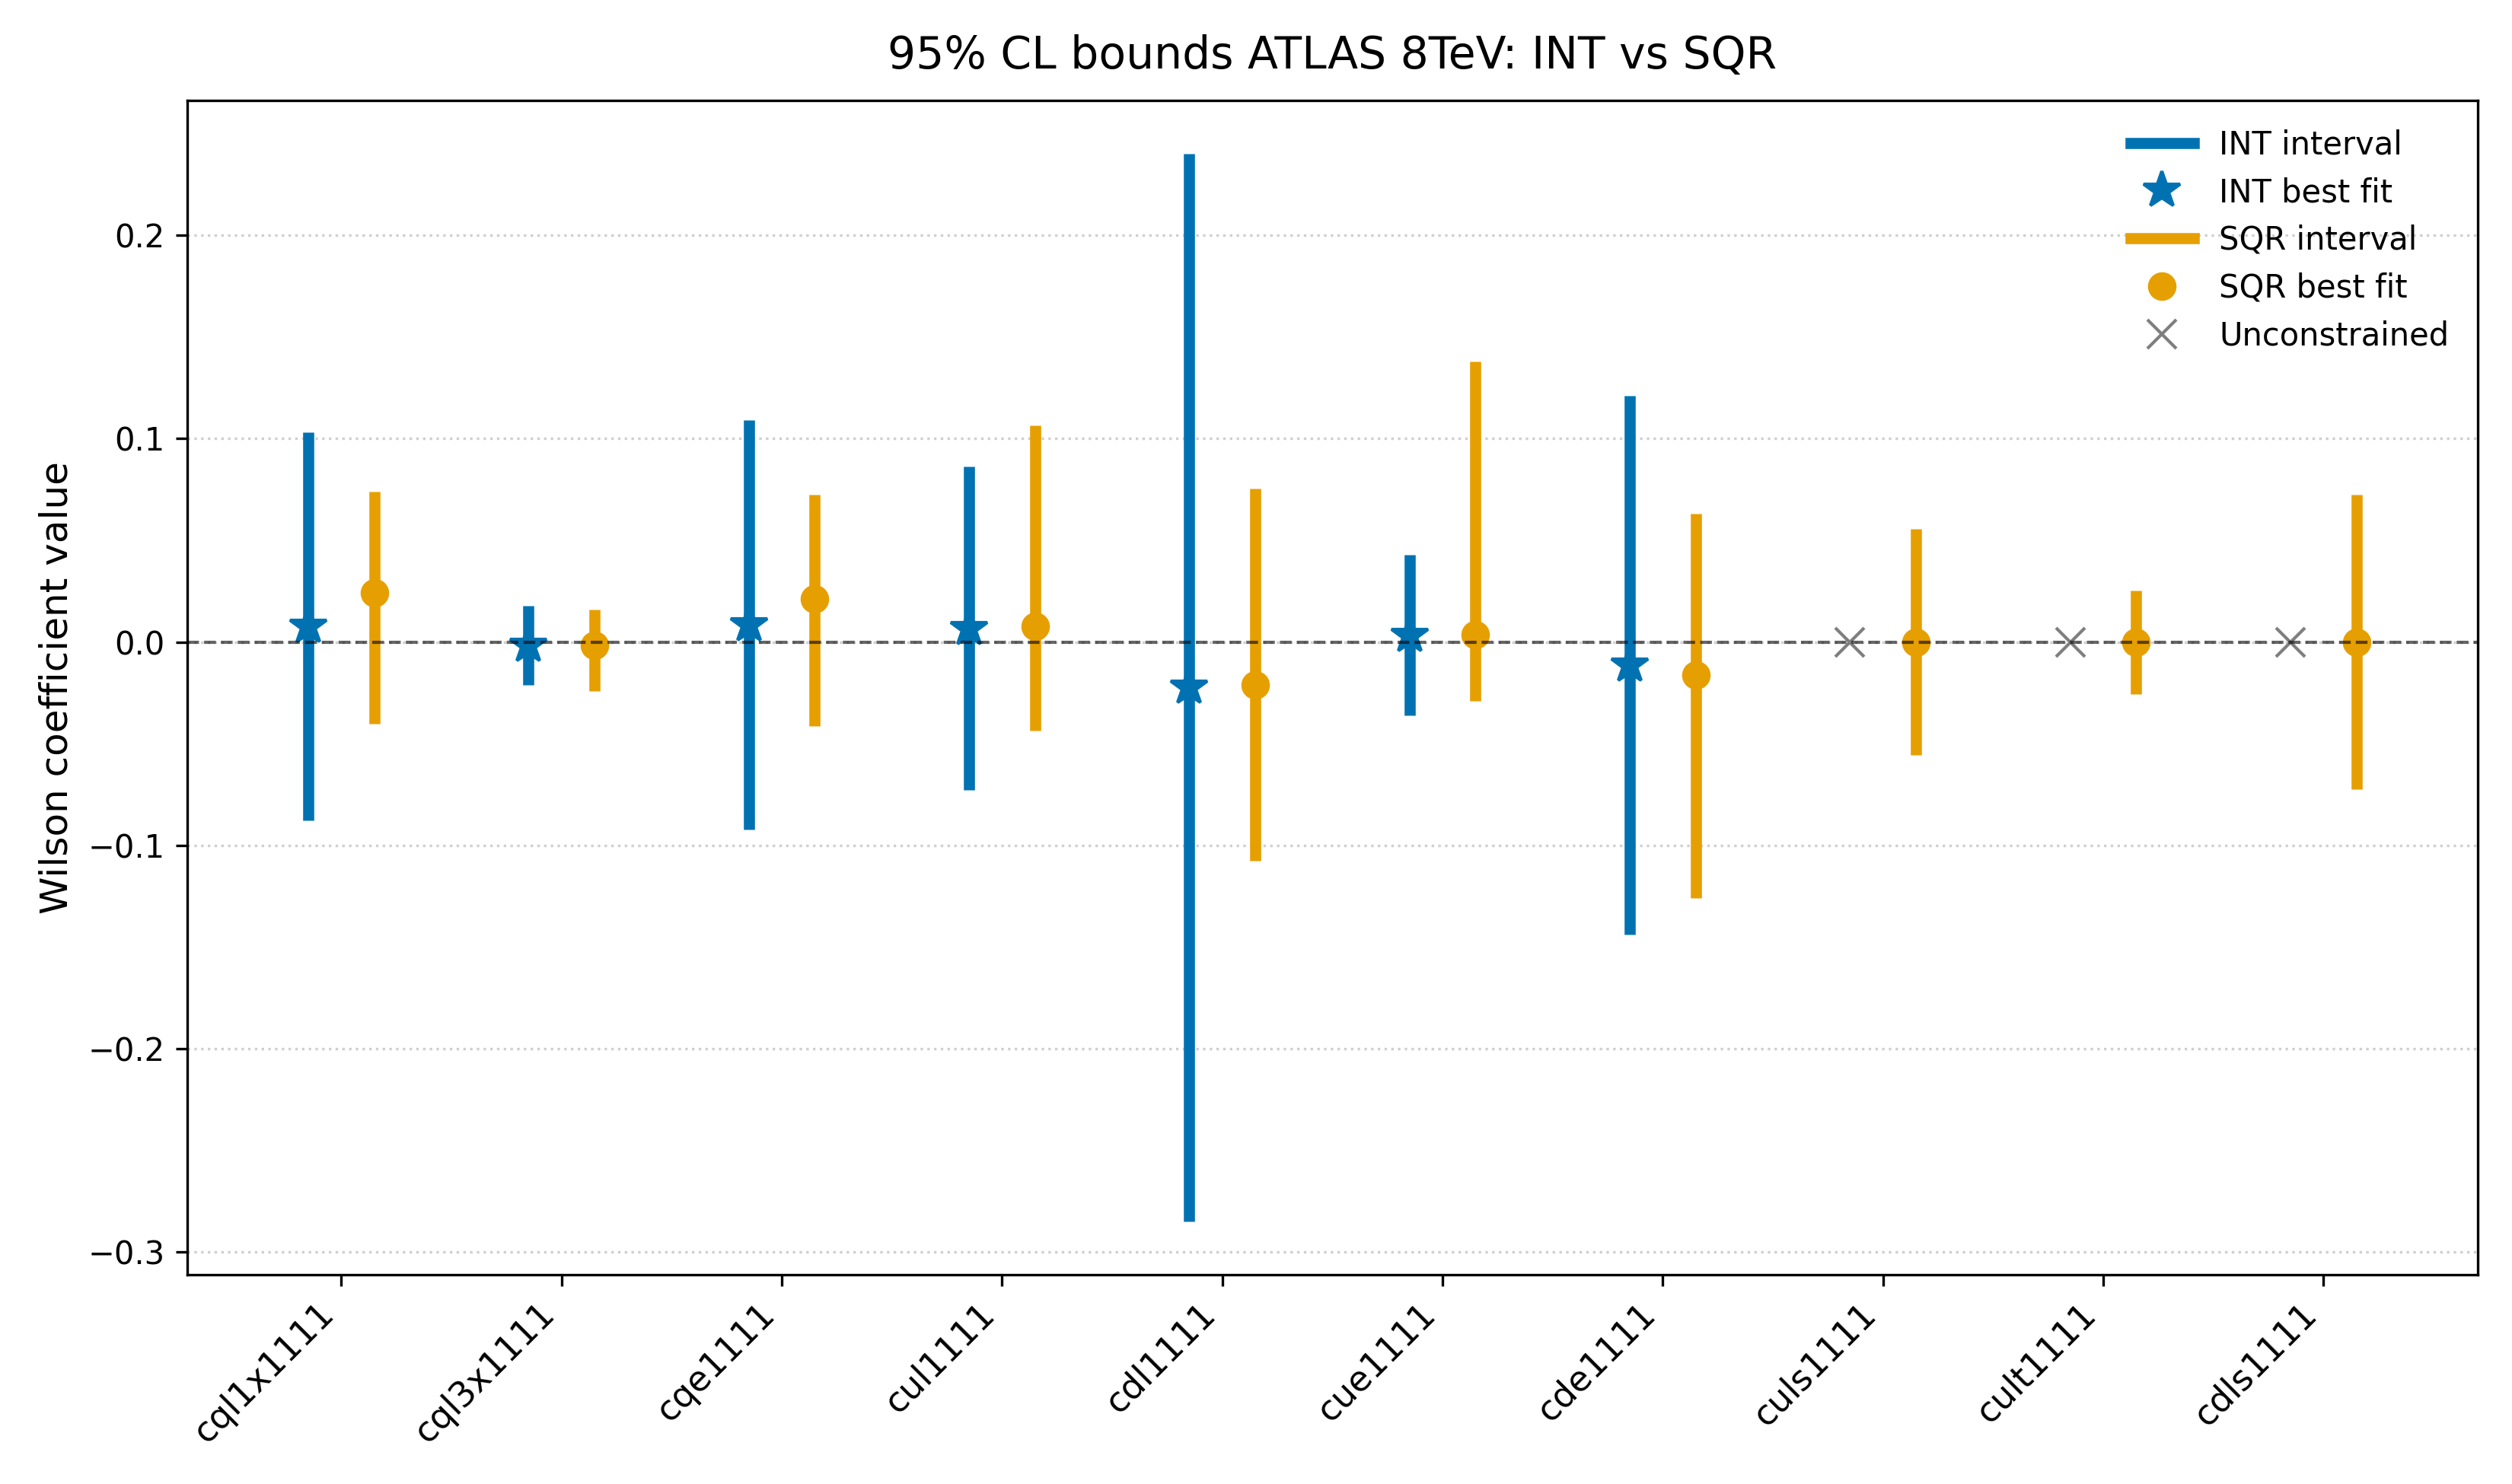 95% CL bounds ATLAS 8TeV: INT vs SQR
INT interval
INT best fit
SQR interval
SQR best fit
Unconstrained
Wilson coefficient value
0.2
0.1
0.0
−0.1
−0.2
−0.3
cql1x1111
cql3x1111
cqe1111
cul1111
cdl1111
cue1111
cde1111
culs1111
cult1111
cdls1111